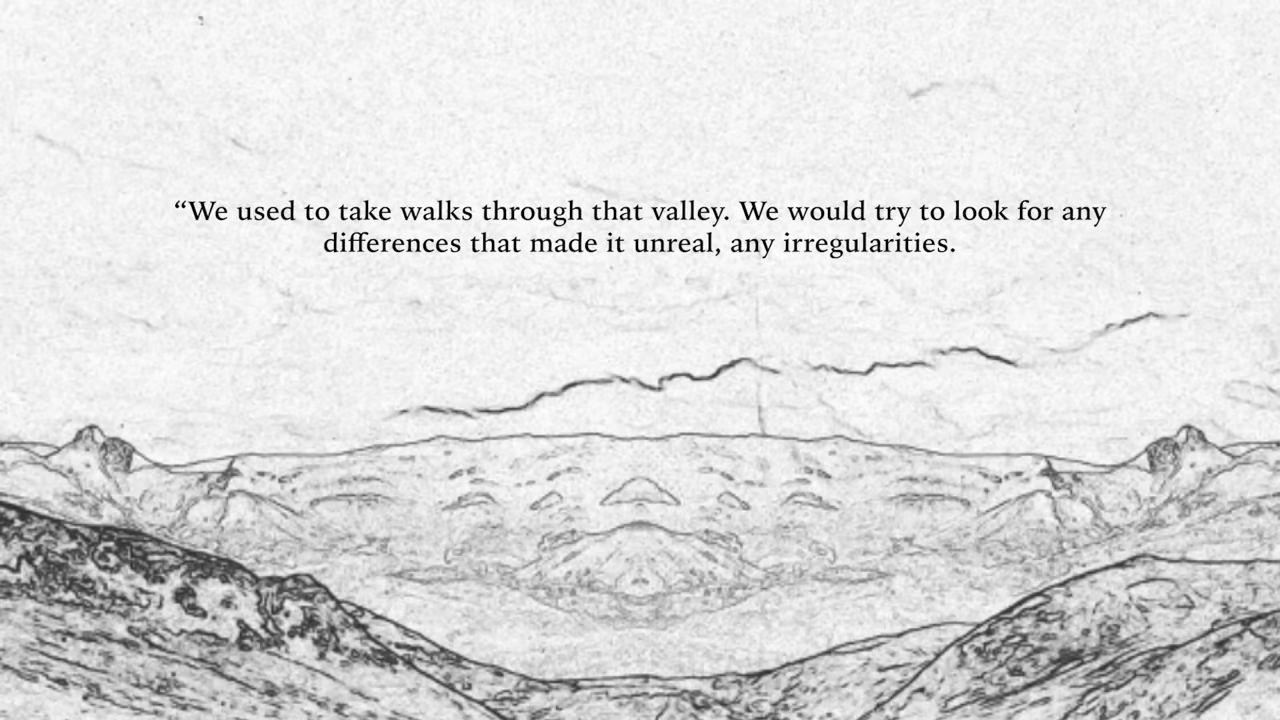 “We used to take walks through that valley. We would try to look for any
differences that made it unreal, any irregularities.